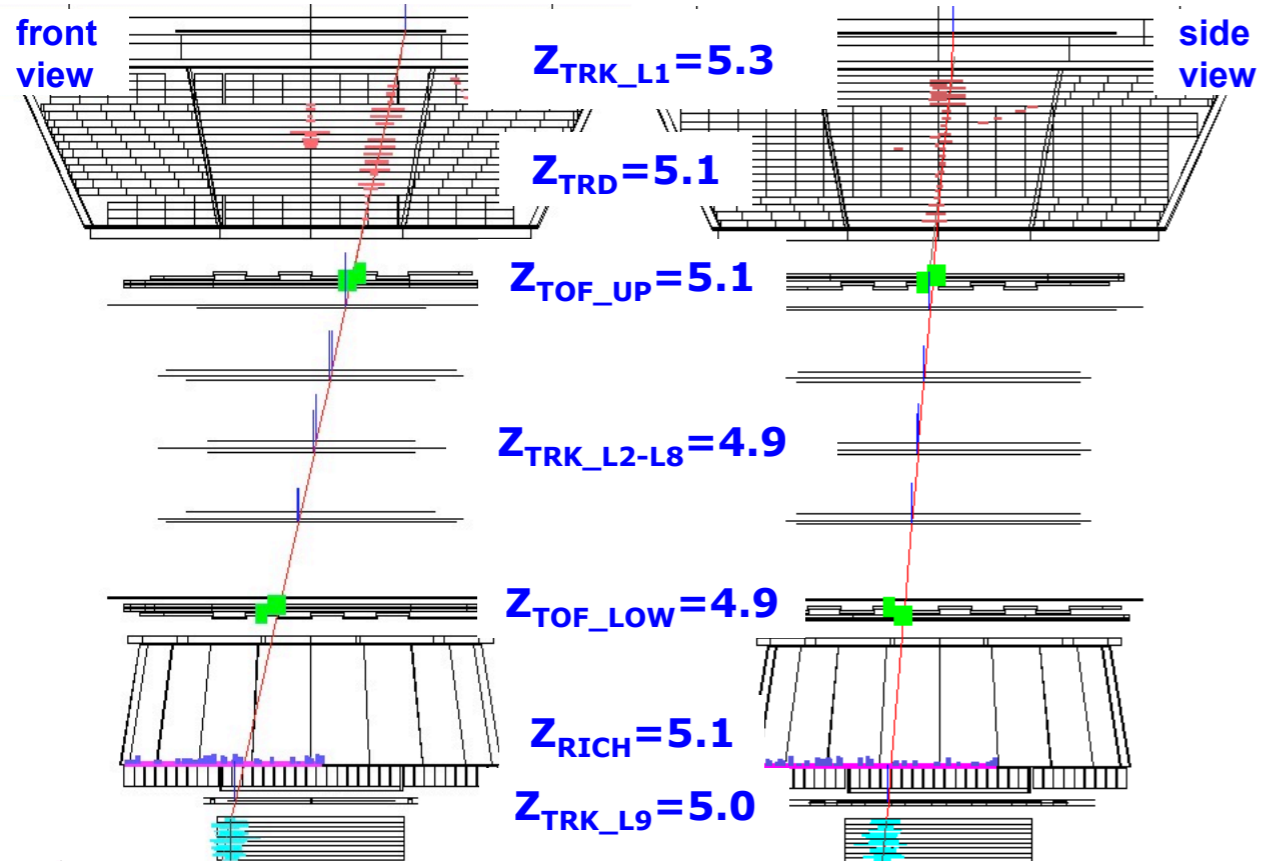 front
view
side
view
Z_TRK_L1=5.3
Z_TRD=5.1
Z_TOF_UP=5.1
Z_TRK_L2-L8=4.9
Z_TOF_LOW=4.9
Z_RICH=5.1
Z_TRK_L9=5.0